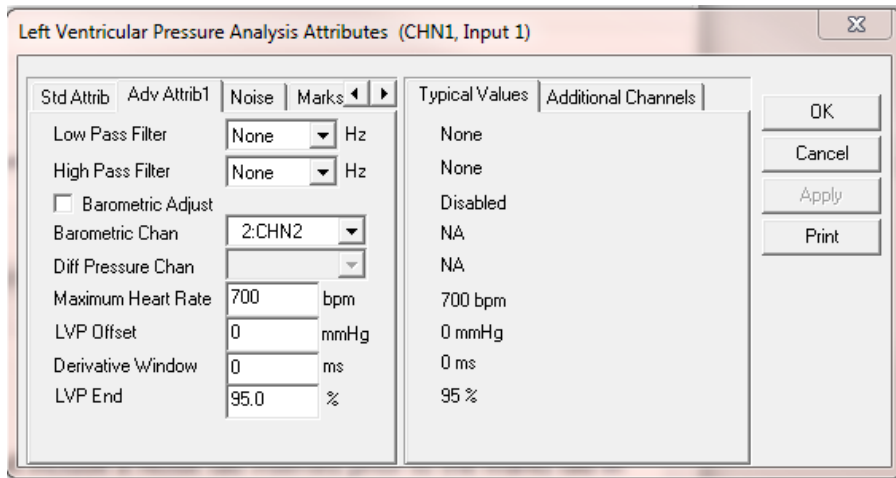 Left Ventricular Pressure Analysis Attributes (CHN1, Input 1)
Std Attrib Adv Attrib1 Noise Marks
Typical Values Additional Channels
Low Pass Filter None Hz None
High Pass Filter None Hz None
Barometric Adjust Disabled
Barometric Chan 2:CHN2 NA
Diff Pressure Chan NA
Maximum Heart Rate 700 bpm 700 bpm
LVP Offset 0 mmHg 0 mmHg
Derivative Window 0 ms 0 ms
LVP End 95.0 % 95 %
OK
Cancel
Apply
Print